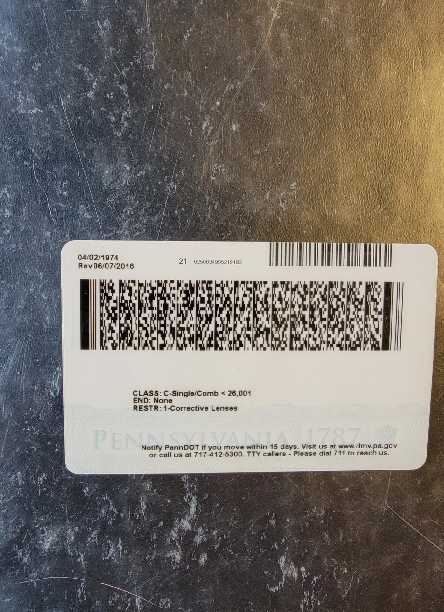 04/02/1974
Rev 06/07/2016
21
CLASS: C-Single/Comb < 26,001
END: None
RESTR: 1-Corrective Lenses
PENNSYLVANIA 1787
Notify PennDOT if you move within 15 days. Visit us at www.dmv.pa.gov
or call us at 717-412-5300. TTY callers - Please dial 711 to reach us.